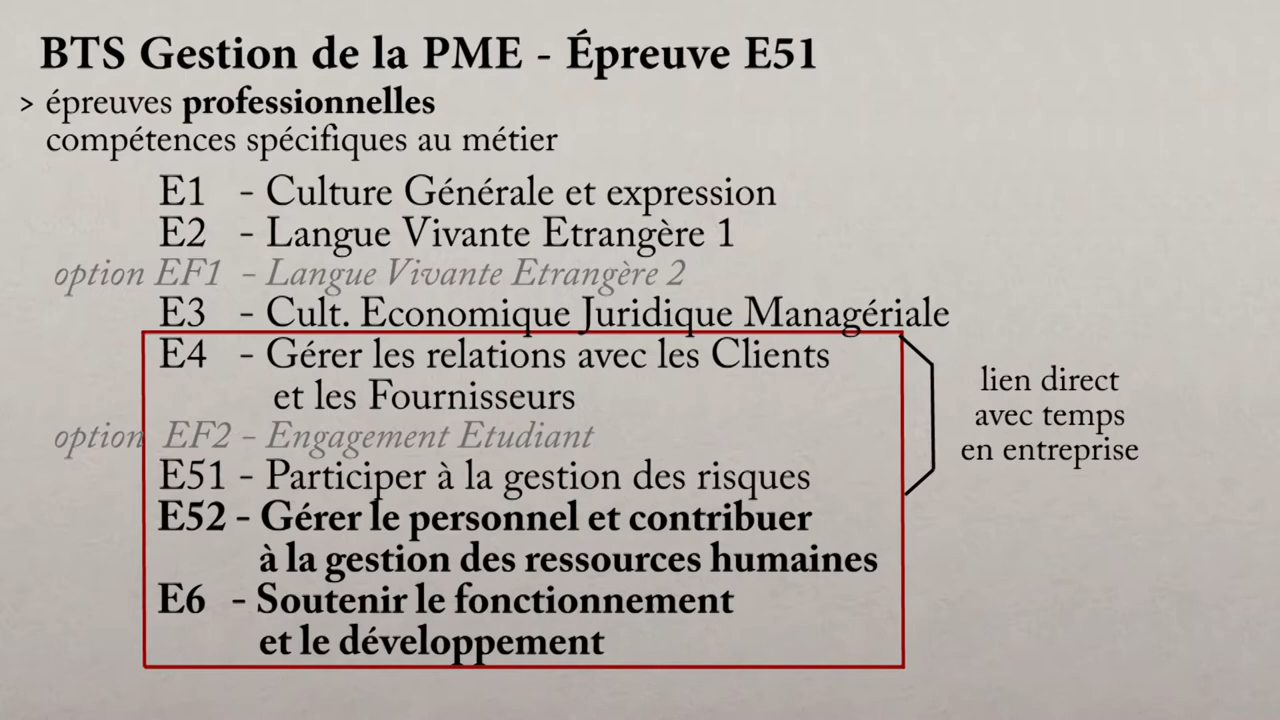 BTS Gestion de la PME - Épreuve E51
> épreuves professionnelles
compétences spécifiques au métier
E1 - Culture Générale et expression
E2 - Langue Vivante Etrangère 1
option EF1 - Langue Vivante Etrangère 2
E3 - Cult. Economique Juridique Managériale
E4 - Gérer les relations avec les Clients
et les Fournisseurs
option EF2 - Engagement Etudiant
E51 - Participer à la gestion des risques
E52 - Gérer le personnel et contribuer
à la gestion des ressources humaines
E6 - Soutenir le fonctionnement
et le développement
lien direct
avec temps
en entreprise